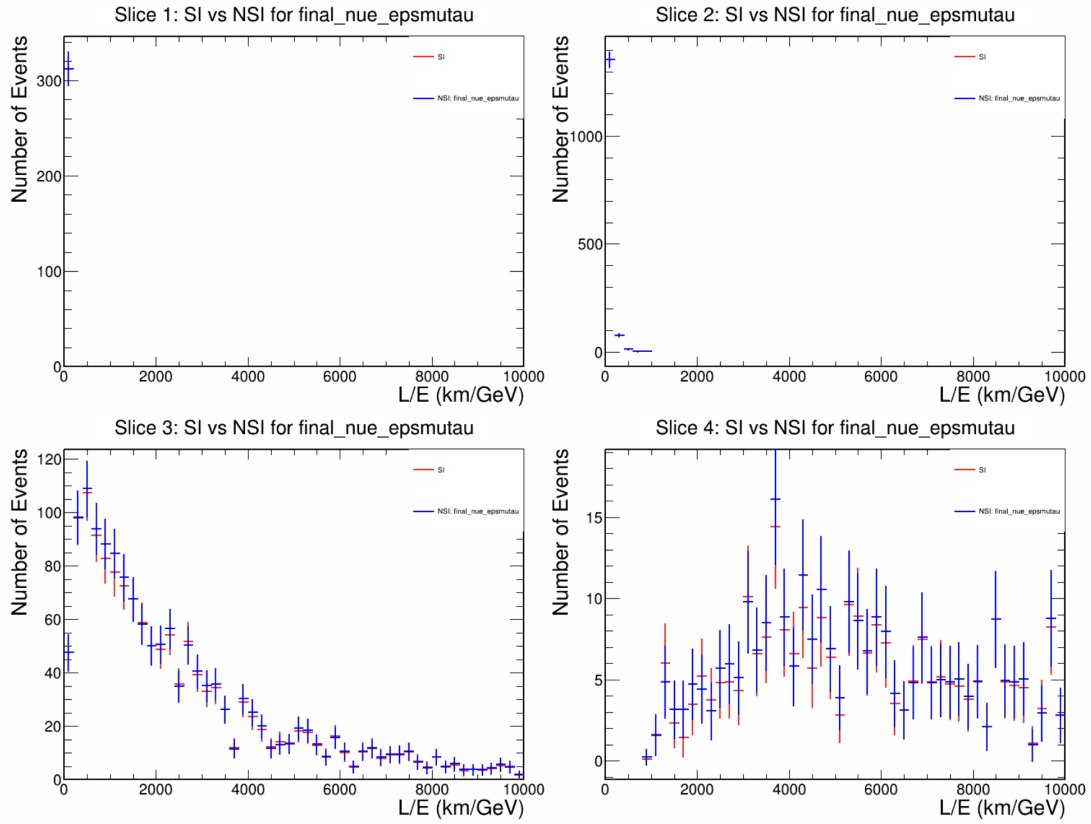 Slice 1: SI vs NSI for final_nue_epsmutau
Number of Events
300
200
100
0
0 2000 4000 6000 8000 10000
L/E (km/GeV)
SI
NSI: final_nue_epsmutau
Slice 2: SI vs NSI for final_nue_epsmutau
Number of Events
1000
500
0
0 2000 4000 6000 8000 10000
L/E (km/GeV)
SI
NSI: final_nue_epsmutau
Slice 3: SI vs NSI for final_nue_epsmutau
Number of Events
120
100
80
60
40
20
0
0 2000 4000 6000 8000 10000
L/E (km/GeV)
SI
NSI: final_nue_epsmutau
Slice 4: SI vs NSI for final_nue_epsmutau
Number of Events
15
10
5
0
0 2000 4000 6000 8000 10000
L/E (km/GeV)
SI
NSI: final_nue_epsmutau